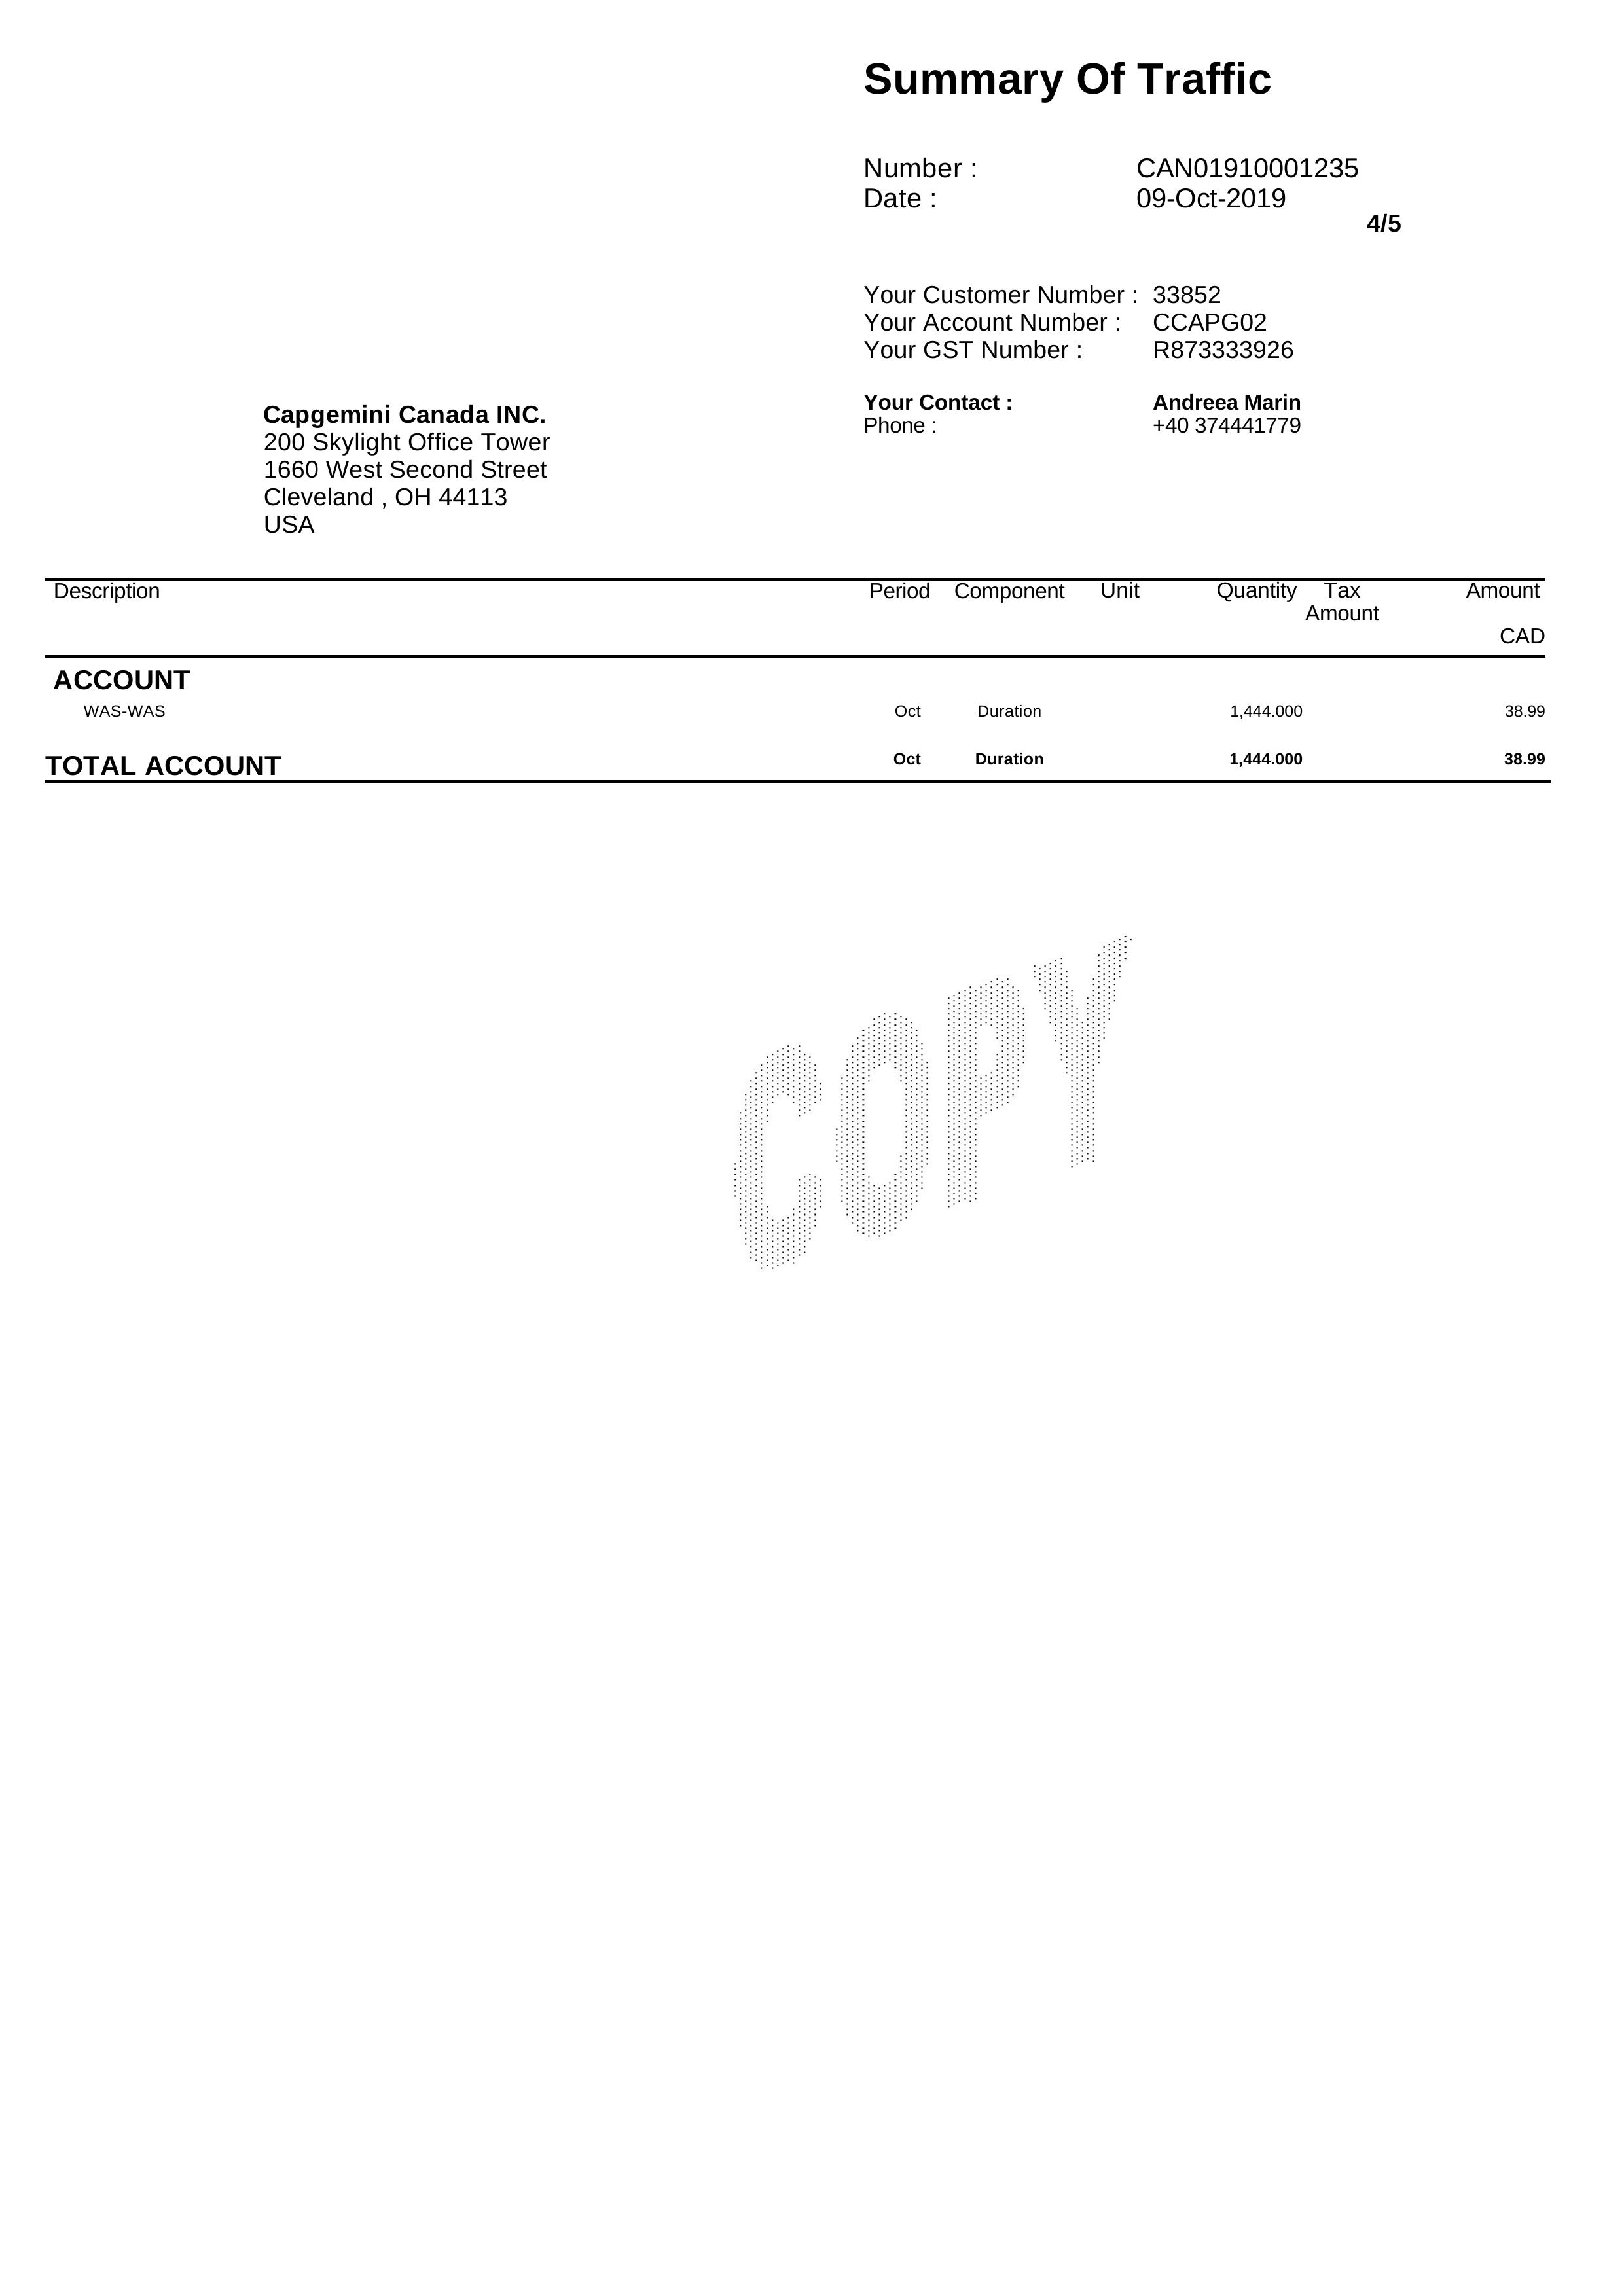 Summary Of Traffic
Number : CAN01910001235
Date : 09-Oct-2019
4/5
Your Customer Number : 33852
Your Account Number : CCAPG02
Your GST Number : R873333926
Your Contact : Andreea Marin
Phone : +40 374441779
Capgemini Canada INC.
200 Skylight Office Tower
1660 West Second Street
Cleveland , OH 44113
USA
Description Period Component Unit Quantity Tax Amount Amount
CAD
ACCOUNT
WAS-WAS Oct Duration 1,444.000 38.99
TOTAL ACCOUNT Oct Duration 1,444.000 38.99
COPY